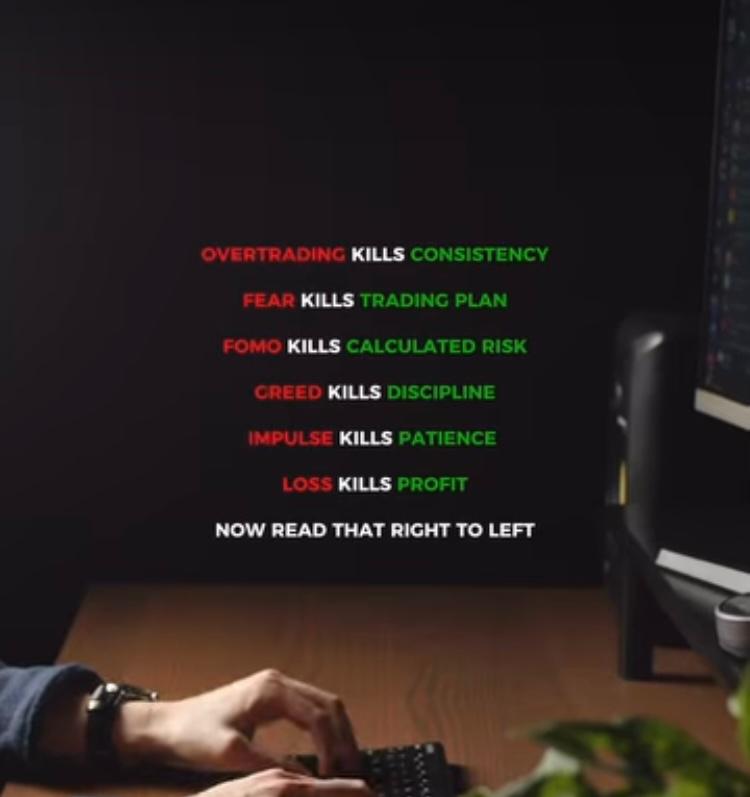 OVERTRADING KILLS CONSISTENCY
FEAR KILLS TRADING PLAN
FOMO KILLS CALCULATED RISK
GREED KILLS DISCIPLINE
IMPULSE KILLS PATIENCE
LOSS KILLS PROFIT
NOW READ THAT RIGHT TO LEFT